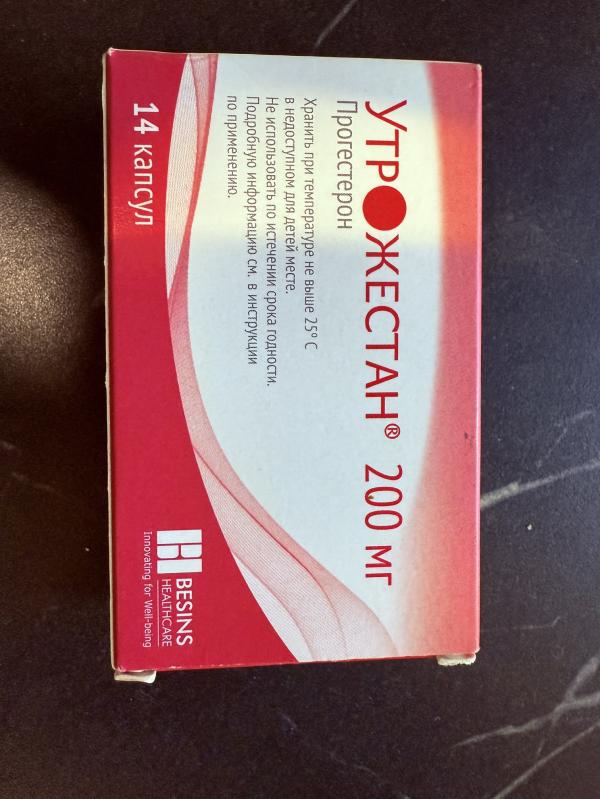 УТРОЖЕСТАН® 200 мг
Прогестерон
Хранить при температуре не выше 25° С
в недоступном для детей месте.
Не использовать по истечении срока годности.
Подробную информацию см. в инструкции
по применению.
14 капсул
BESINS
HEALTHCARE
Innovating for Well-being